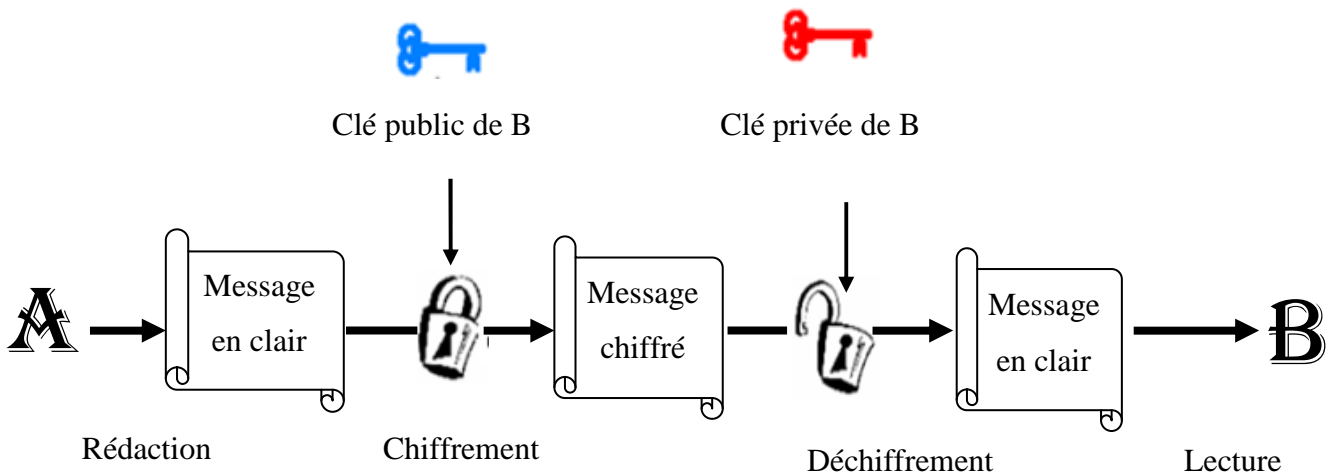 Clé public de B
Clé privée de B
A
Message
en clair
Message
chiffré
Message
en clair
B
Rédaction
Chiffrement
Déchiffrement
Lecture